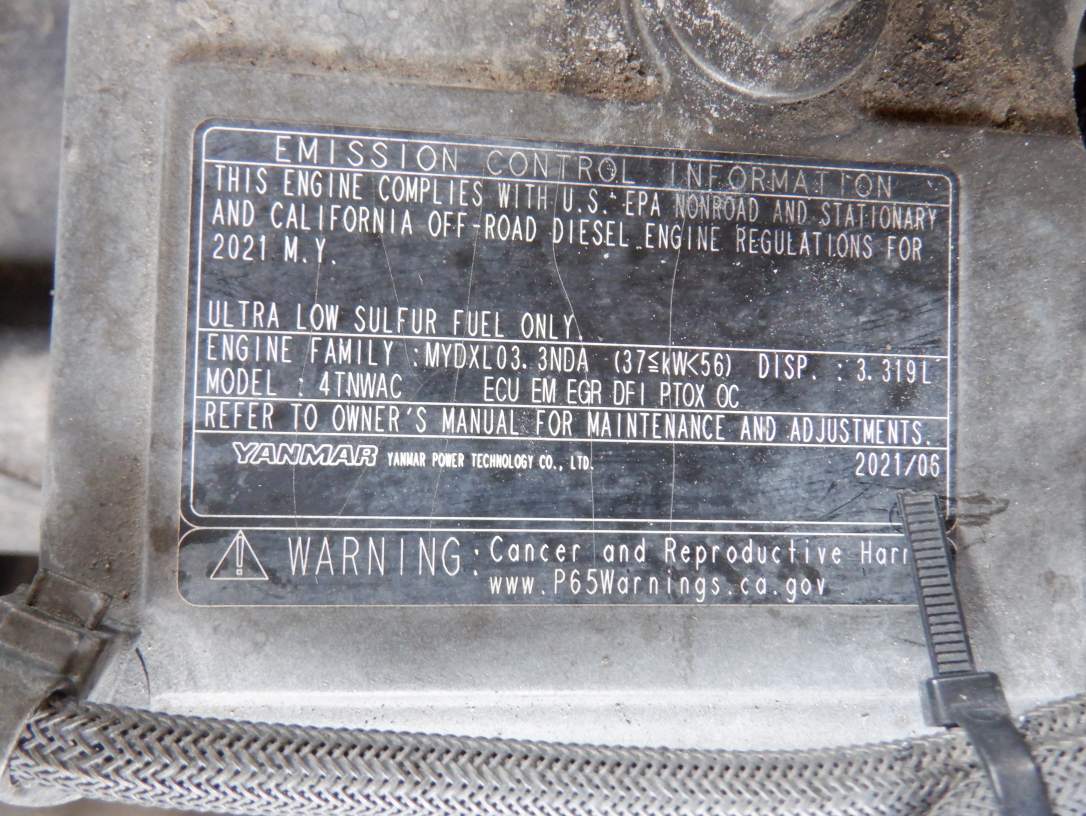 EMISSION CONTROL INFORMATION
THIS ENGINE COMPLIES WITH U.S. EPA NONROAD AND STATIONARY
AND CALIFORNIA OFF-ROAD DIESEL ENGINE REGULATIONS FOR
2021 M.Y.
ULTRA LOW SULFUR FUEL ONLY.
ENGINE FAMILY :MYDXL03.3NDA (37≦kW<56) DISP. : 3.319L
MODEL : 4TNWAC ECU EM EGR DFI PTOX OC
REFER TO OWNER'S MANUAL FOR MAINTENANCE AND ADJUSTMENTS.
YANMAR YANMAR POWER TECHNOLOGY CO., LTD. 2021/06
WARNING: Cancer and Reproductive
www.P65Warnings.ca.gov